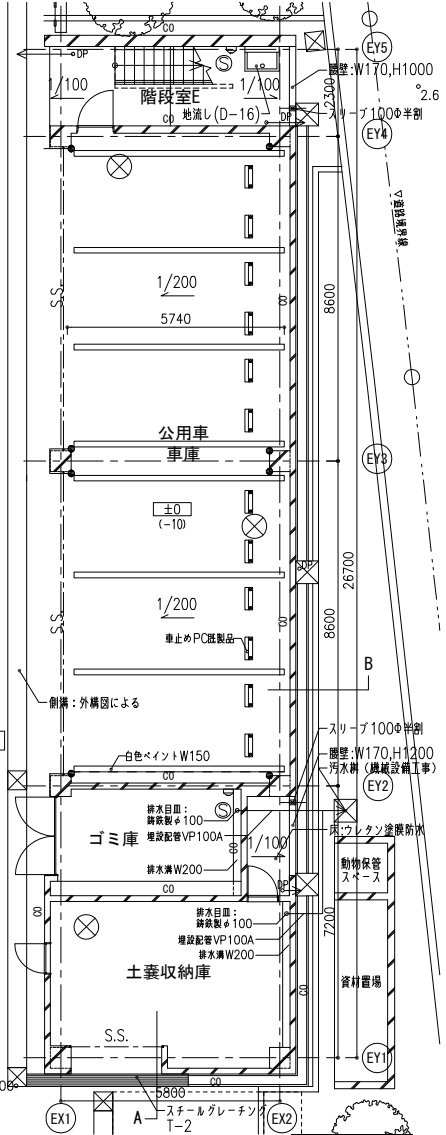 CO
DP
EY5
1/100
階段室E
1/100
腰壁:W170,H1000
2300
2.6
地流し(D-16)
DP
スリーブ100Φ半割
CO
EY4
▽道路境界線
S.S.
1/200
CO
8600
5740
公用車
車庫
EY3
±0
(-10)
26700
DP
S.S.
1/200
CO
8600
車止めPC既製品
B
側溝：外構図による
スリーブ100Φ半割
白色ペイントW150
腰壁:W170,H1200
CO
汚水桝（機械設備工事）
EY2
排水目皿：
鋳鉄製φ100
埋設配管VP100A
ゴミ庫
1/100
床:ウレタン塗膜防水
排水溝W200
CO
動物保管
スペース
CO
DP
CO
排水目皿：
鋳鉄製φ100
埋設配管VP100A
排水溝W200
7200
土嚢収納庫
CO
資材置場
S.S.
EY1
CO
5800
EX1
A
スチールグレーチング
T-2
EX2